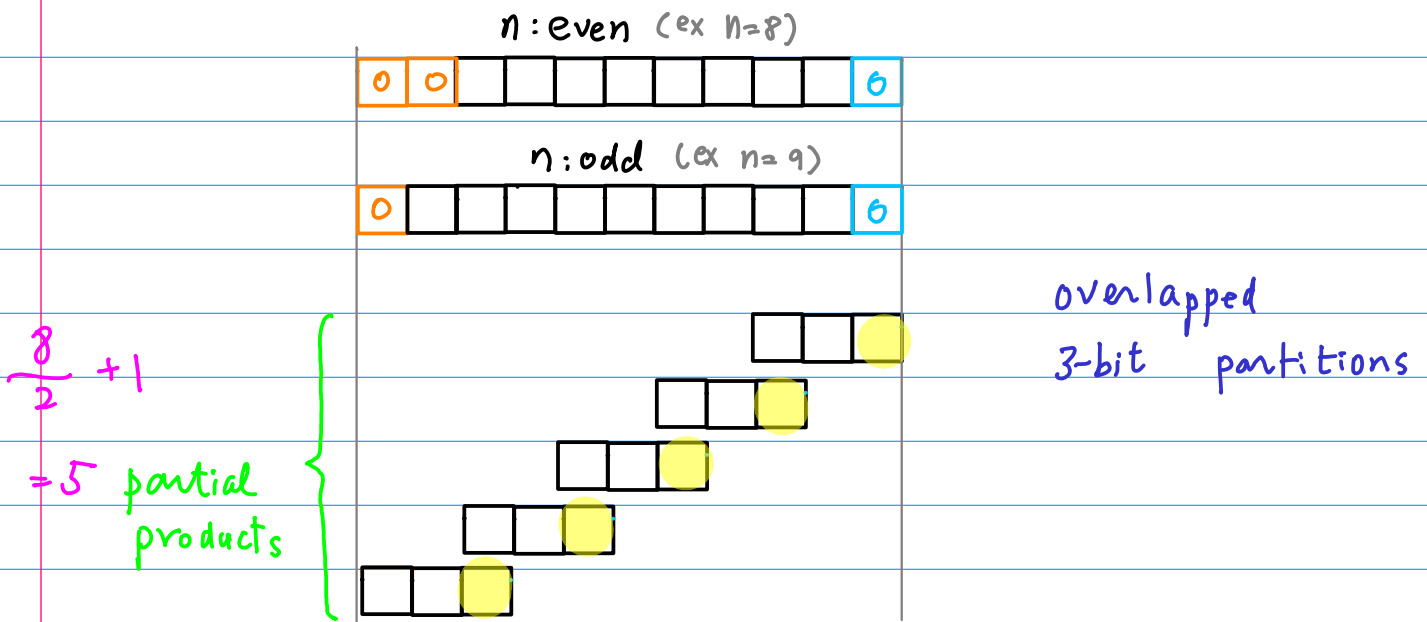 n : even (ex n=8)
0 0 0
n : odd (ex n=9)
0 0
overlapped
3-bit partitions
8
2
+1
= 5 partial
products